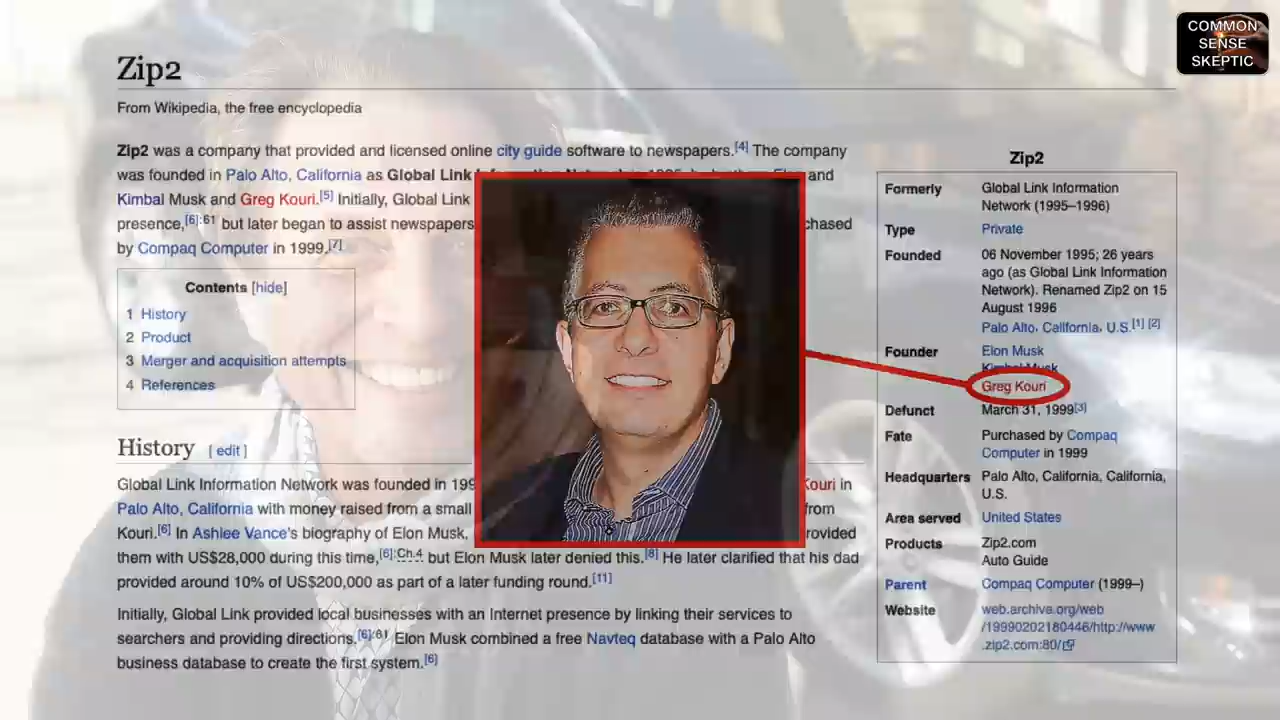 COMMON
SENSE
SKEPTIC
Zip2
From Wikipedia, the free encyclopedia
Zip2 was a company that provided and licensed online city guide software to newspapers.[4] The company
was founded in Palo Alto, California as Global Link and
Kimbal Musk and Greg Kouri.[5] Initially, Global Link
presence,[6]:61 but later began to assist newspapers
by Compaq Computer in 1999.[7]
Contents [hide]
1 History
2 Product
3 Merger and acquisition attempts
4 References
History [ edit ]
Global Link Information Network was founded in Kouri in
Palo Alto, California with money raised from a small from
Kouri.[6] In Ashlee Vance's biography of Elon Musk,
them with US$28,000 during this time,[6]:Ch.4 but Elon Musk later denied this.[8] He later clarified that his dad
provided around 10% of US$200,000 as part of a later funding round.[11]
Initially, Global Link provided local businesses with an Internet presence by linking their services to
searchers and providing directions.[6]:61 Elon Musk combined a free Navteq database with a Palo Alto
business database to create the first system.[6]
Zip2
Formerly Global Link Information
Network (1995–1996)
Type Private
Founded 06 November 1995; 26 years
ago (as Global Link Information
Network). Renamed Zip2 on 15
August 1996
Palo Alto, California, U.S.[1] [2]
Founder Elon Musk
Kimbal Musk
Greg Kouri
Defunct March 31, 1999[3]
Fate Purchased by Compaq
Computer in 1999
Headquarters Palo Alto, California, California,
U.S.
Area served United States
Products Zip2.com
Auto Guide
Parent Compaq Computer (1999–)
Website web.archive.org/web
/19990202180446/http://www
.zip2.com:80/